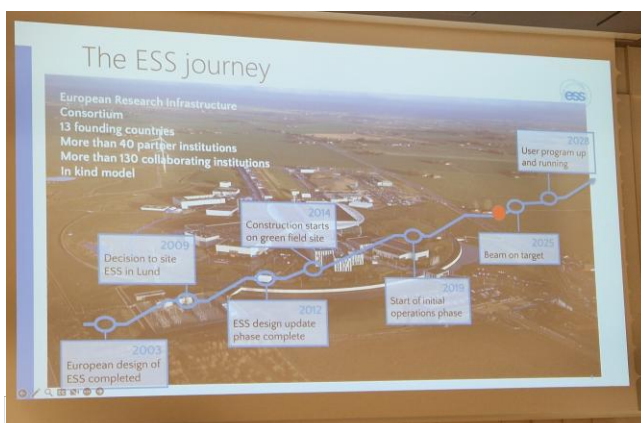 The ESS journey
ess
European Research Infrastructure
Consortium
13 founding countries
More than 40 partner institutions
More than 130 collaborating institutions
In kind model
2003
European design of
ESS completed
2009
Decision to site
ESS in Lund
2012
ESS design update
phase complete
2014
Construction starts
on green field site
2019
Start of initial
operations phase
2025
Beam on target
2028
User program up
and running